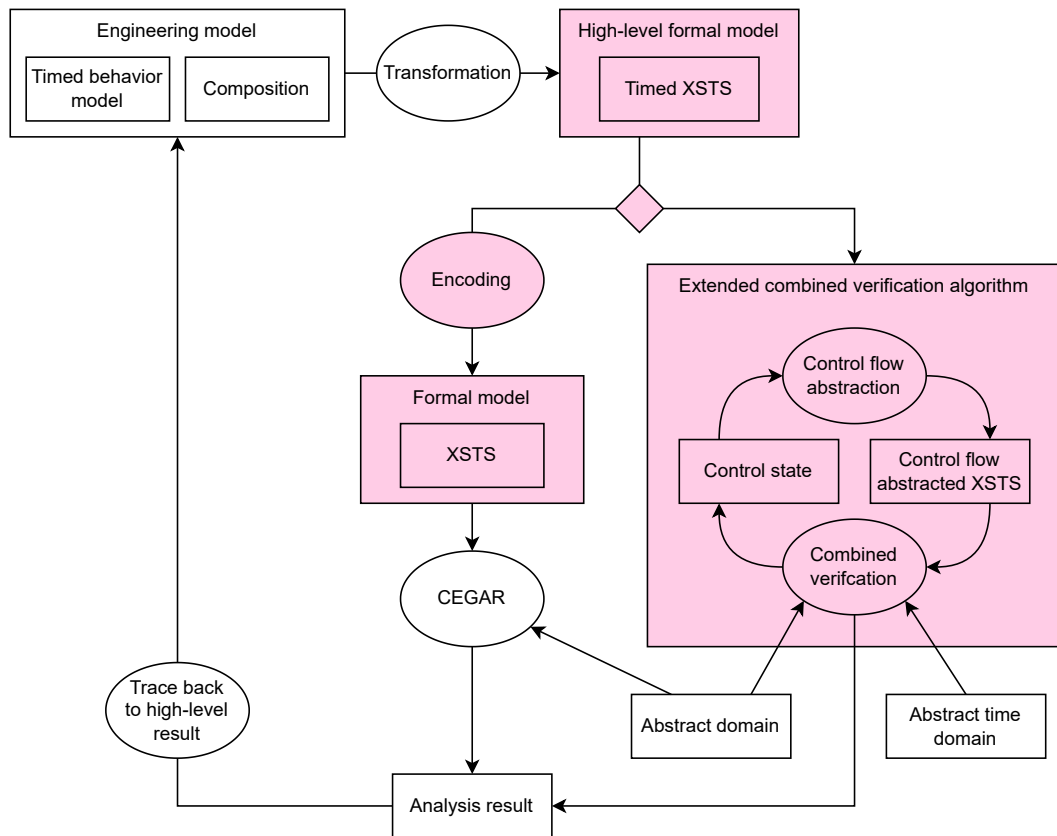 Engineering model
Timed behavior
model
Composition
Transformation
High-level formal model
Timed XSTS
Encoding
Extended combined verification algorithm
Control flow
abstraction
Formal model
XSTS
Control state
Control flow
abstracted XSTS
Combined
verifcation
CEGAR
Trace back
to high-level
result
Abstract domain
Abstract time
domain
Analysis result